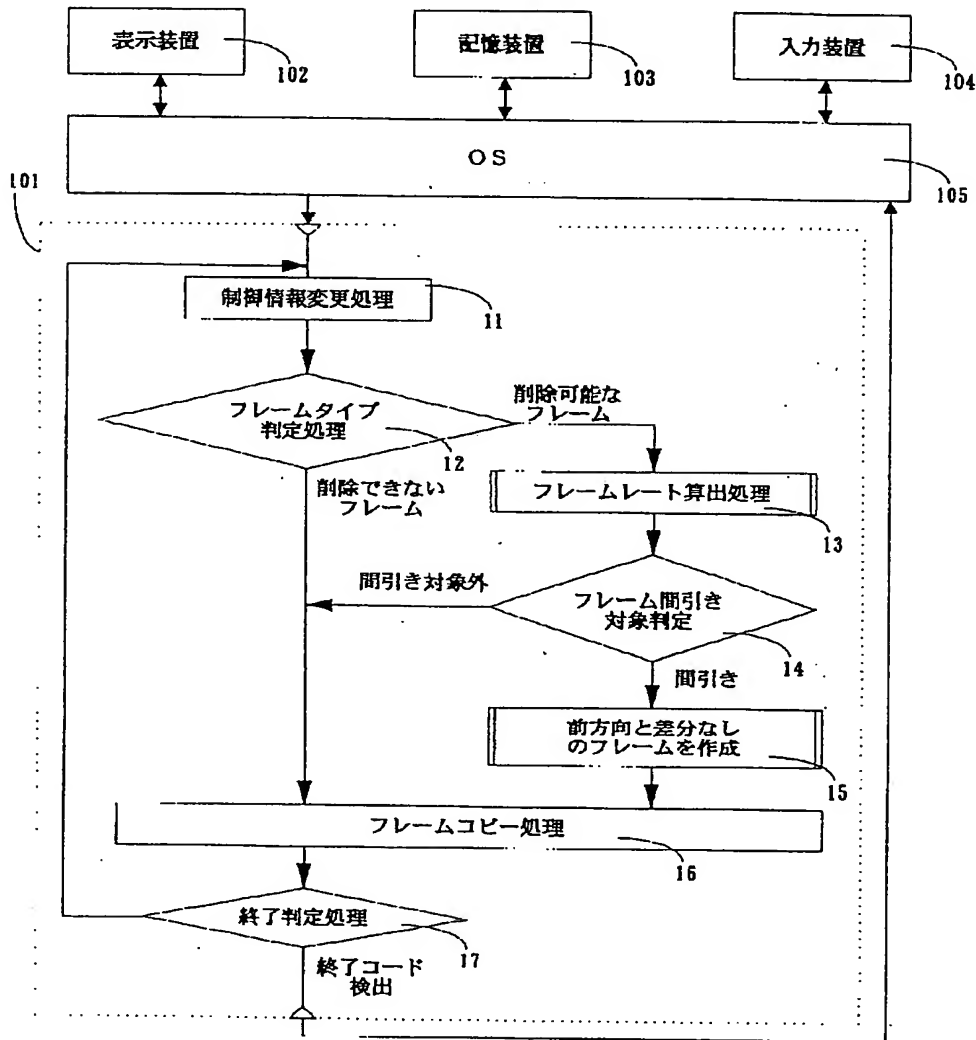 表示装置
102
記憶装置
103
入力装置
104
OS
105
101
制御情報変更処理
11
フレームタイプ
判定処理
12
削除可能な
フレーム
削除できない
フレーム
フレームレート算出処理
13
間引き対象外
フレーム間引き
対象判定
14
間引き
前方向と差分なし
のフレームを作成
15
フレームコピー処理
16
終了判定処理
17
終了コード
検出